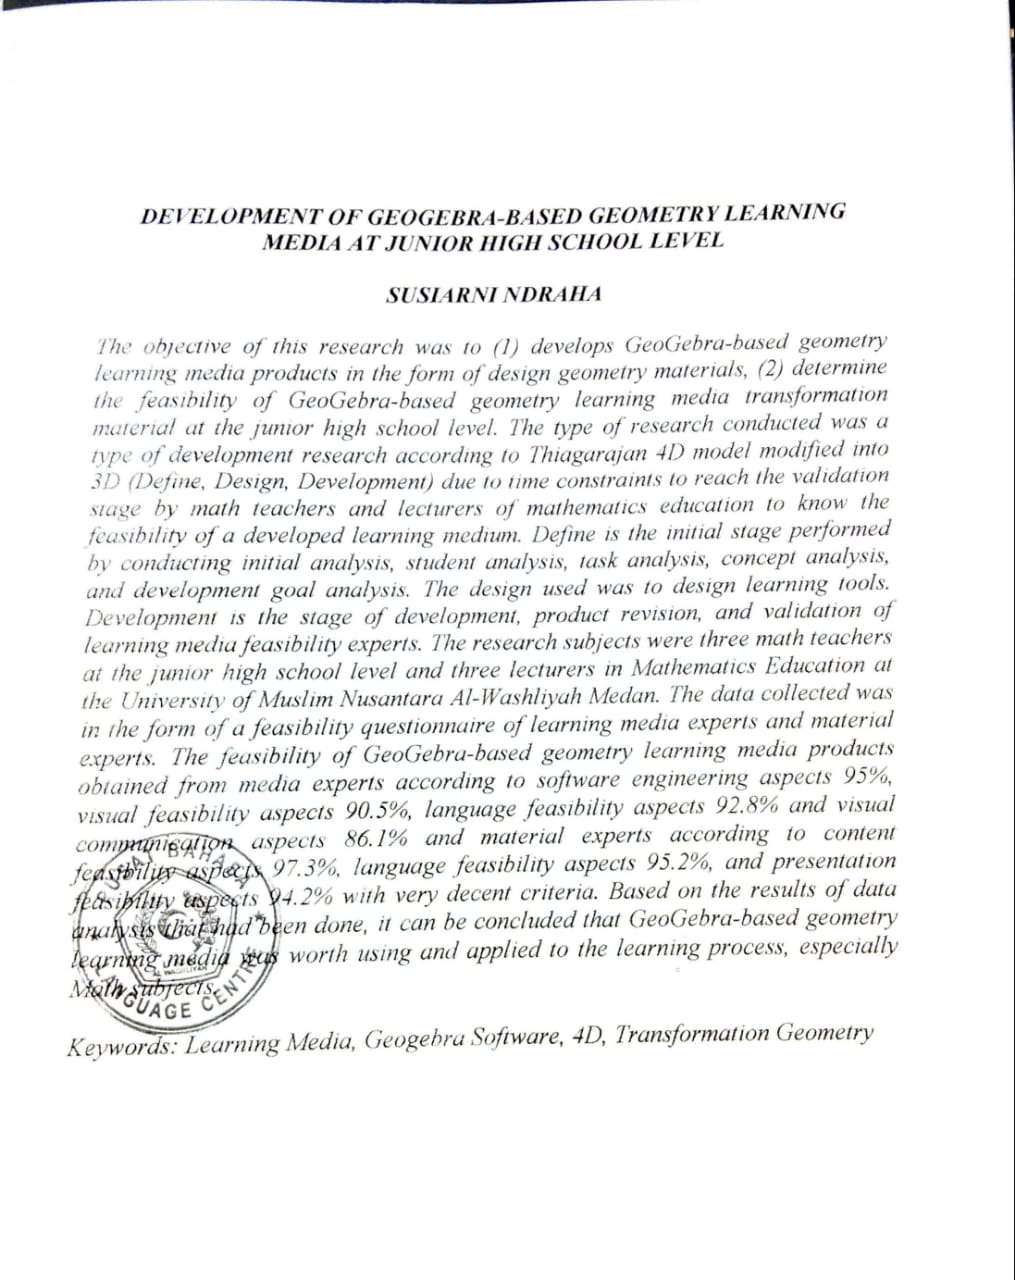 DEVELOPMENT OF GEOGEBRA-BASED GEOMETRY LEARNING
MEDIA AT JUNIOR HIGH SCHOOL LEVEL
SUSIARNI NDRAHA
The objective of this research was to (1) develops GeoGebra-based geometry
learning media products in the form of design geometry materials, (2) determine
the feasibility of GeoGebra-based geometry learning media transformation
material at the junior high school level. The type of research conducted was a
type of development research according to Thiagarajan 4D model modified into
3D (Define, Design, Development) due to time constraints to reach the validation
stage by math teachers and lecturers of mathematics education to know the
feasibility of a developed learning medium. Define is the initial stage performed
by conducting initial analysis, student analysis, task analysis, concept analysis,
and development goal analysis. The design used was to design learning tools.
Development is the stage of development, product revision, and validation of
learning media feasibility experts. The research subjects were three math teachers
at the junior high school level and three lecturers in Mathematics Education at
the University of Muslim Nusantara Al-Washliyah Medan. The data collected was
in the form of a feasibility questionnaire of learning media experts and material
experts. The feasibility of GeoGebra-based geometry learning media products
obtained from media experts according to software engineering aspects 95%,
visual feasibility aspects 90.5%, language feasibility aspects 92.8% and visual
communication aspects 86.1% and material experts according to content
feasibility aspects 97.3%, language feasibility aspects 95.2%, and presentation
feasibility aspects 94.2% with very decent criteria. Based on the results of data
analysis that had been done, it can be concluded that GeoGebra-based geometry
learning media was worth using and applied to the learning process, especially
Math subjects.
PUSAT BAHASA
AL WASHLIYAH
LANGUAGE CENTRE
Keywords: Learning Media, Geogebra Software, 4D, Transformation Geometry